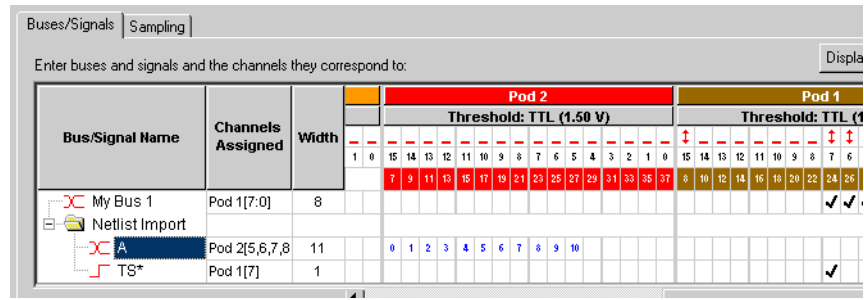 Buses/Signals Sampling
Enter buses and signals and the channels they correspond to: Displa
Bus/Signal Name Channels Assigned Width Pod 2 Pod 1
Threshold: TTL (1.50 V) Threshold: TTL (1
1 0 15 14 13 12 11 10 9 8 7 6 5 4 3 2 1 0 15 14 13 12 11 10 9 8 7 6
7 9 11 13 15 17 19 21 23 25 27 29 31 33 35 37 8 10 12 14 16 18 20 22 24 26
My Bus 1 Pod 1[7:0] 8
Netlist Import
A Pod 2[5,6,7,8 11 0 1 2 3 4 5 6 7 8 9 10
TS* Pod 1[7] 1